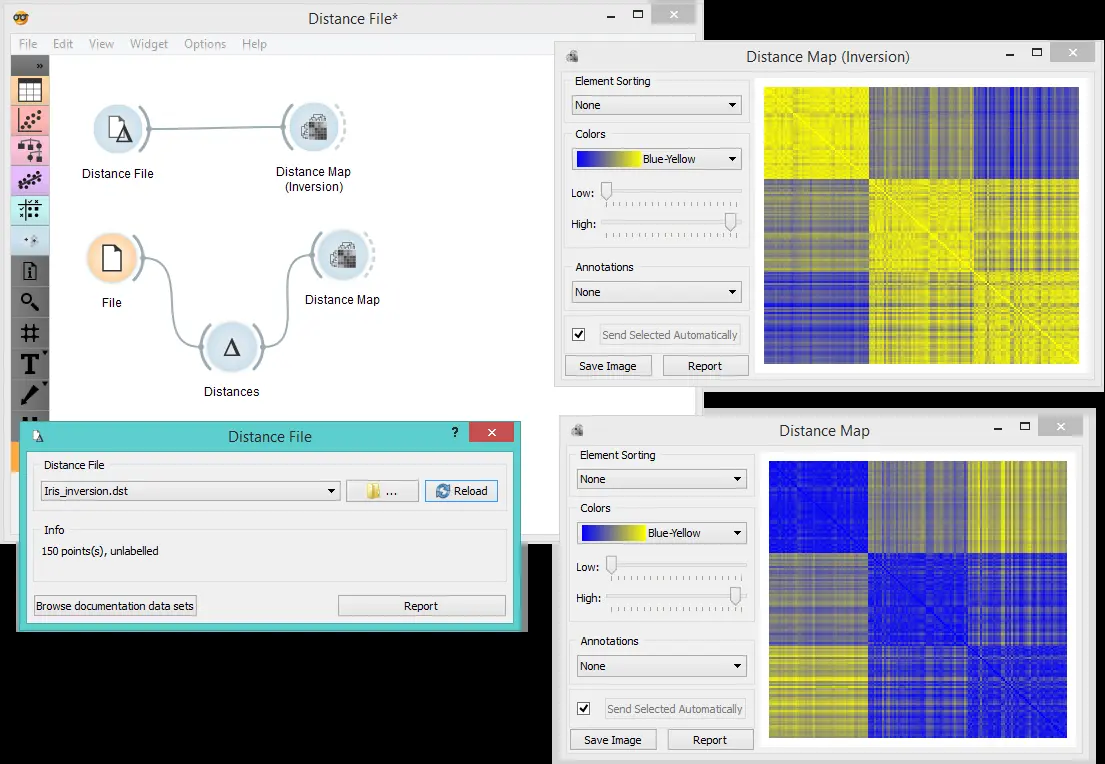 Distance File*
File Edit View Widget Options Help
»
Distance File
Distance Map
(Inversion)
File
Distance Map
Distances
T
Distance Map (Inversion)
Element Sorting
None
Colors
Blue-Yellow
Low:
High:
Annotations
None
Send Selected Automatically
Save Image
Report
Distance File
?
Distance File
Iris_inversion.dst
...
Reload
Info
150 points(s), unlabelled
Browse documentation data sets
Report
Distance Map
Element Sorting
None
Colors
Blue-Yellow
Low:
High:
Annotations
None
Send Selected Automatically
Save Image
Report